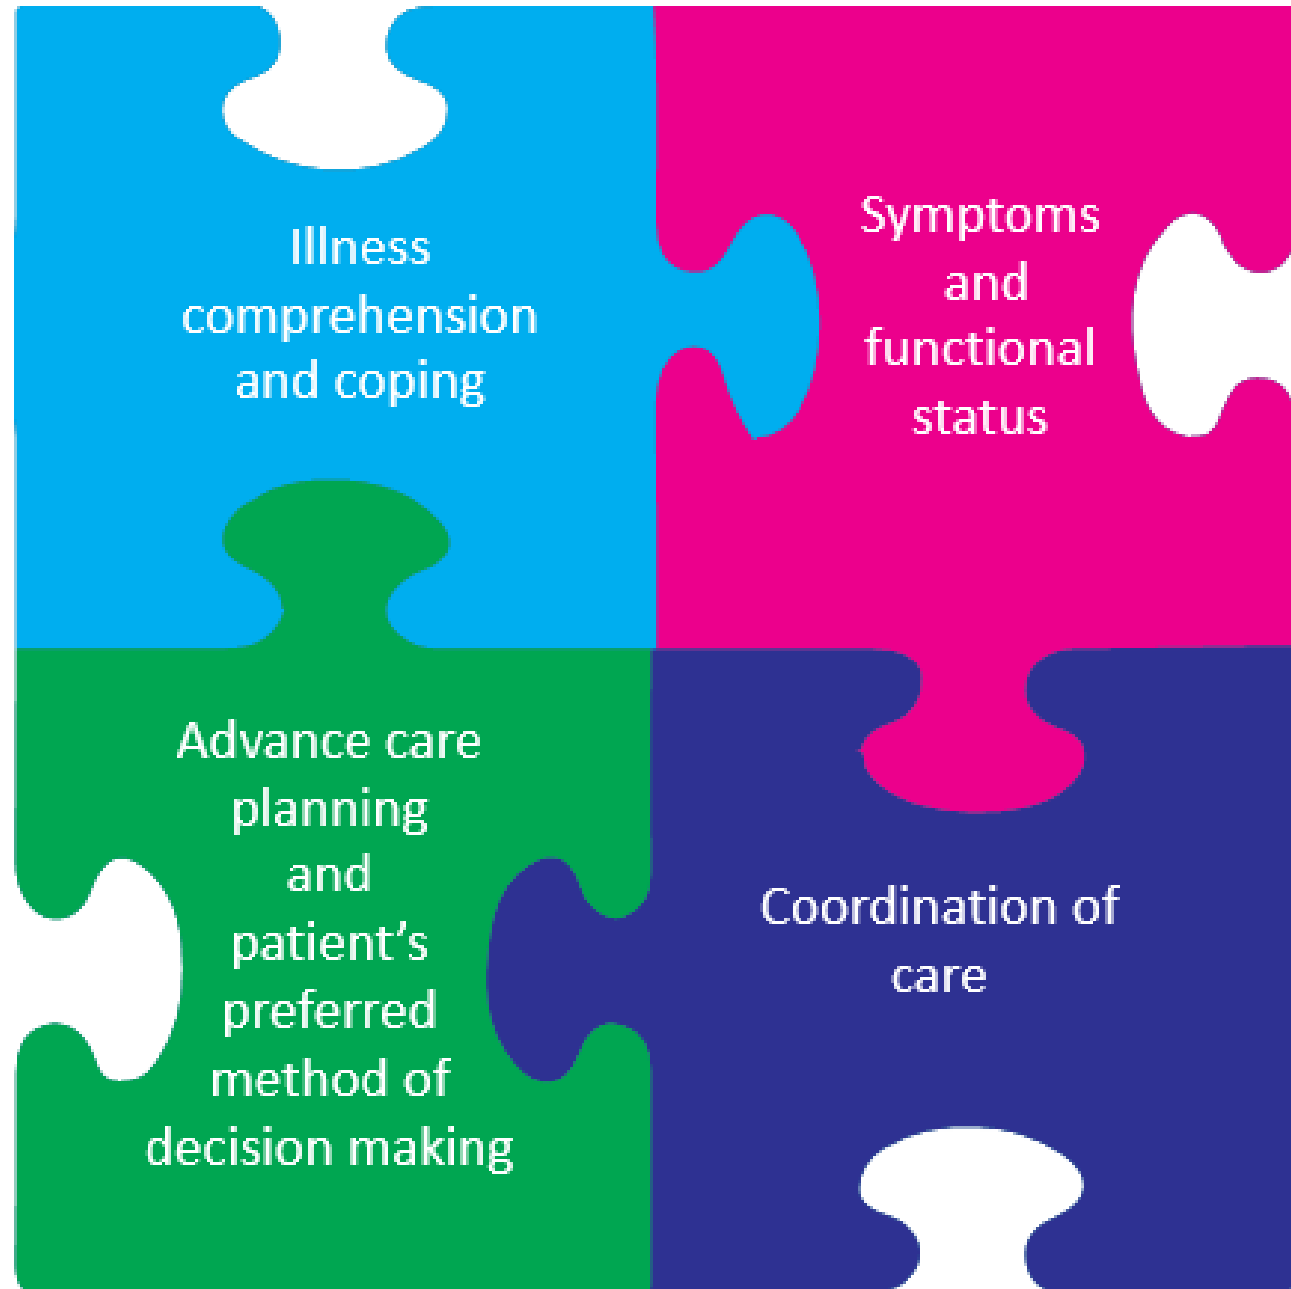 Illness
comprehension
and coping
Symptoms
and
functional
status
Advance care
planning
and
patient’s
preferred
method of
decision making
Coordination of
care